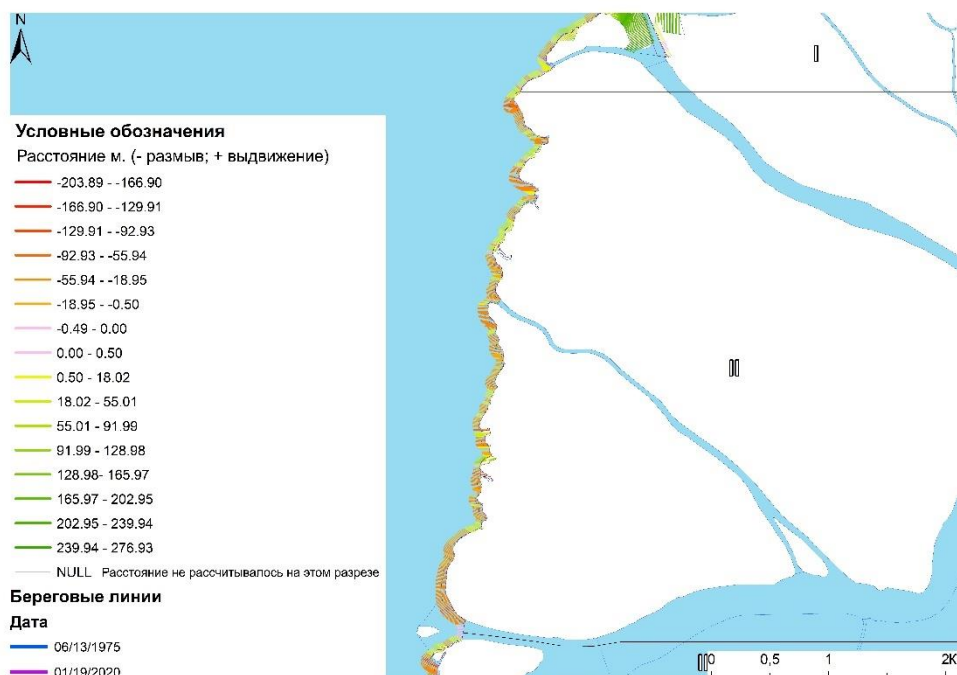 N
Условные обозначения
Расстояние м. (- размыв; + выдвижение)
-203.89 - -166.90
-166.90 - -129.91
-129.91 - -92.93
-92.93 - -55.94
-55.94 - -18.95
-18.95 - -0.50
-0.49 - 0.00
0.00 - 0.50
0.50 - 18.02
18.02 - 55.01
55.01 - 91.99
91.99 - 128.98
128.98- 165.97
165.97 - 202.95
202.95 - 239.94
239.94 - 276.93
NULL Расстояние не рассчитывалось на этом разрезе
Береговые линии
Дата
06/13/1975
01/19/2020
0 0,5 1 2К